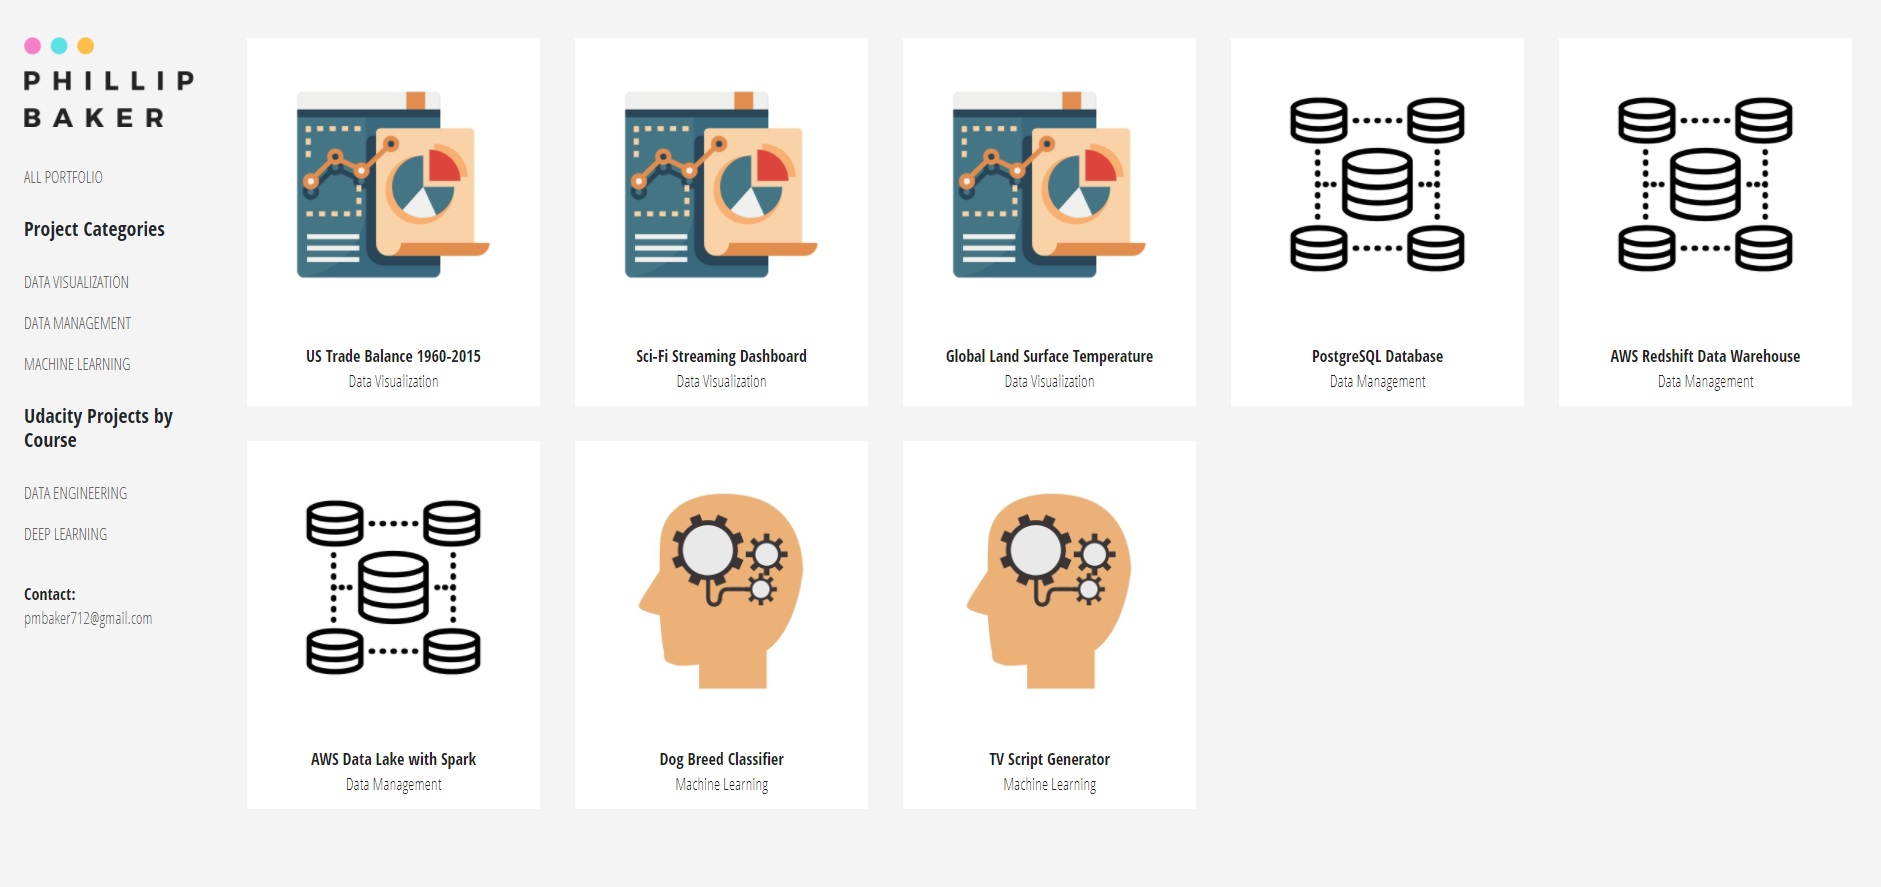 PHILLIP
BAKER
ALL PORTFOLIO
Project Categories
DATA VISUALIZATION
DATA MANAGEMENT
MACHINE LEARNING
Udacity Projects by
Course
DATA ENGINEERING
DEEP LEARNING
Contact:
pmbaker712@gmail.com
US Trade Balance 1960-2015
Data Visualization
Sci-Fi Streaming Dashboard
Data Visualization
Global Land Surface Temperature
Data Visualization
PostgreSQL Database
Data Management
AWS Redshift Data Warehouse
Data Management
AWS Data Lake with Spark
Data Management
Dog Breed Classifier
Machine Learning
TV Script Generator
Machine Learning